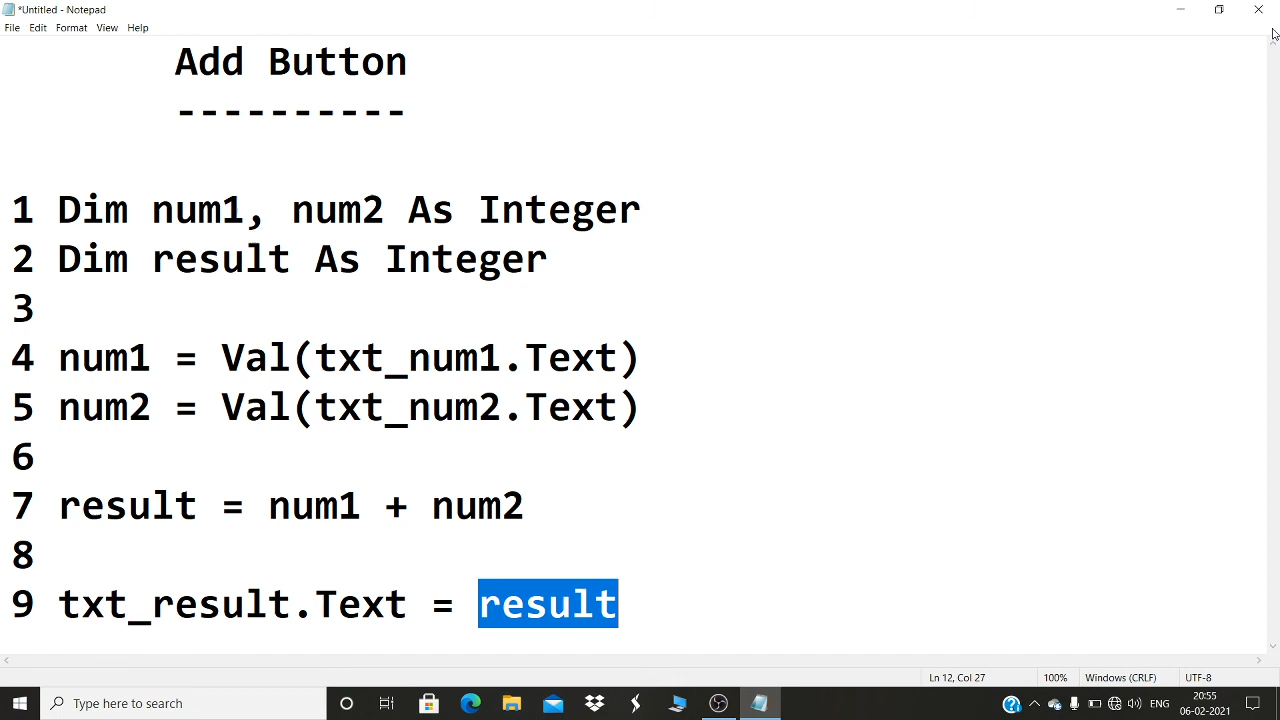 *Untitled - Notepad
File Edit Format View Help
Add Button
----------
1 Dim num1, num2 As Integer
2 Dim result As Integer
3
4 num1 = Val(txt_num1.Text)
5 num2 = Val(txt_num2.Text)
6
7 result = num1 + num2
8
9 txt_result.Text = result
Ln 12, Col 27 100% Windows (CRLF) UTF-8
Type here to search
ENG
20:55
06-02-2021